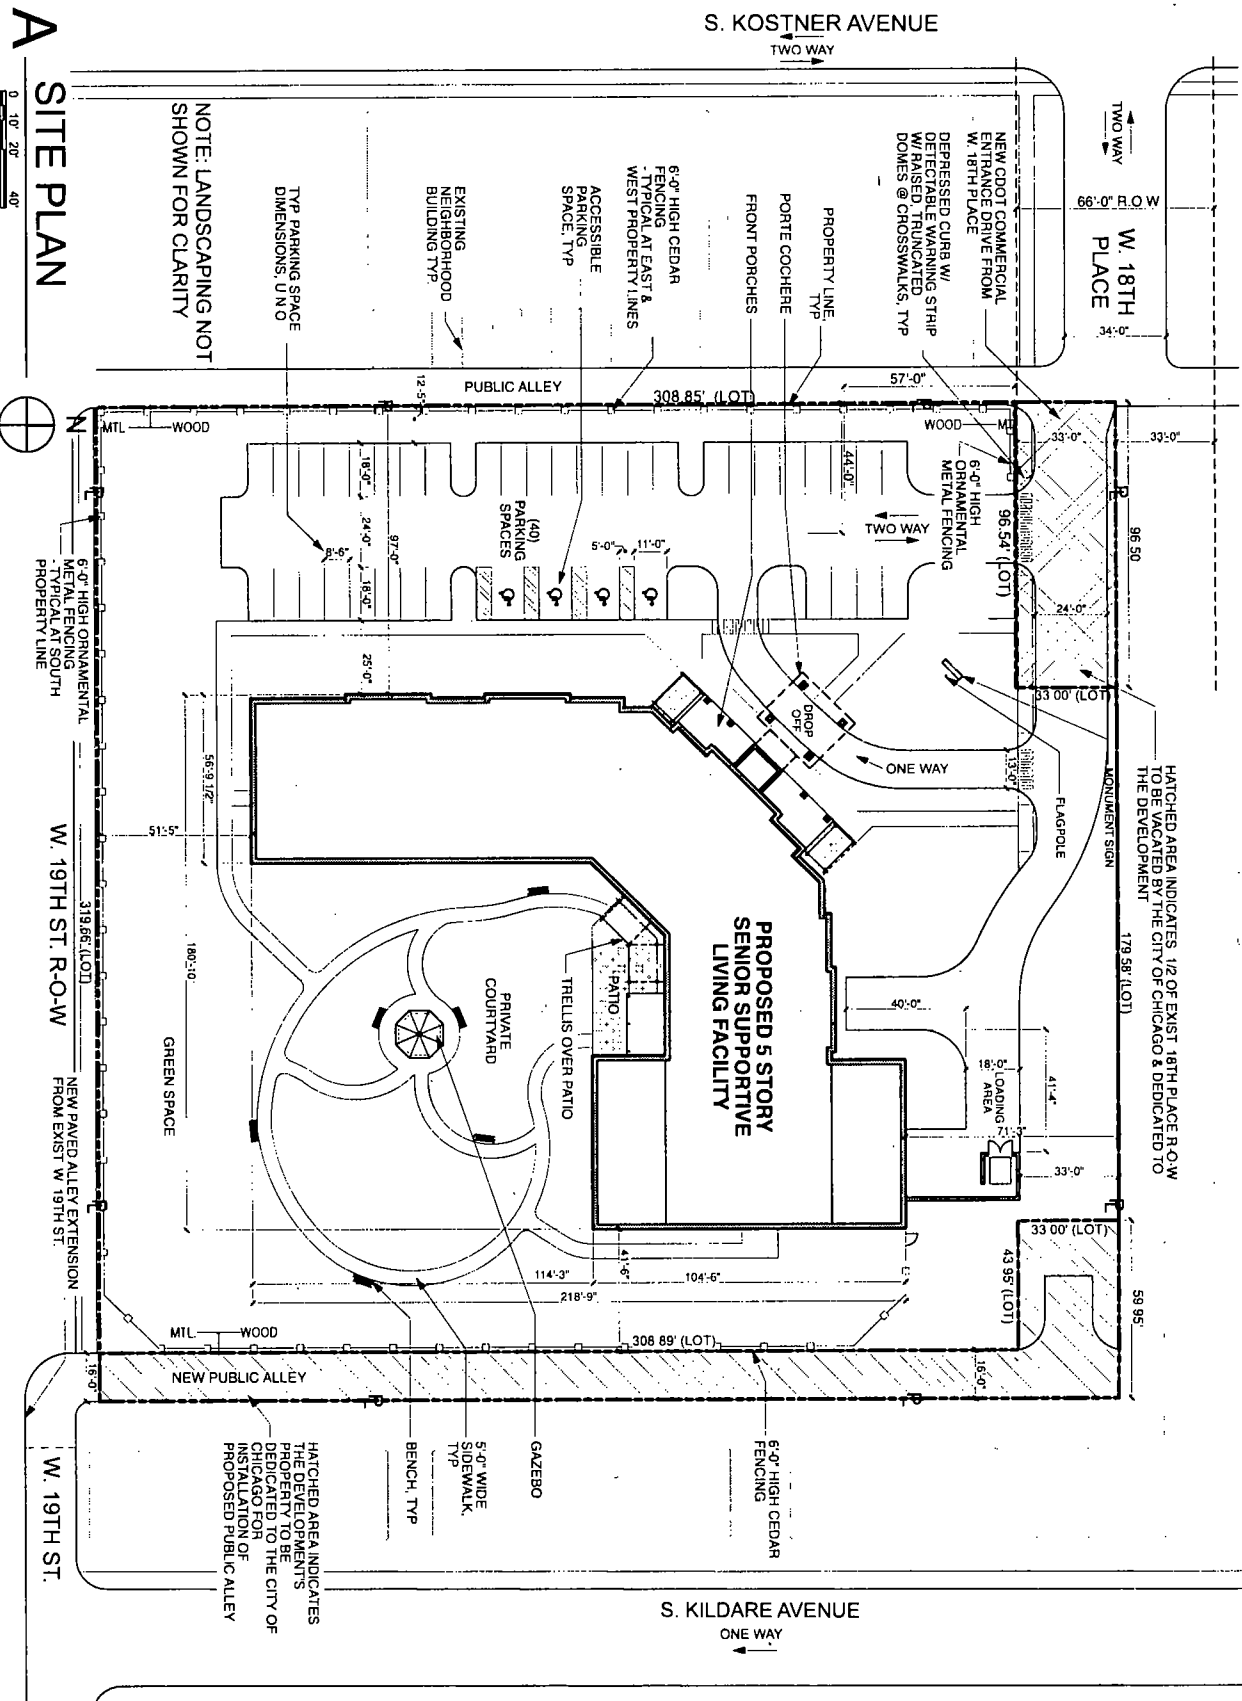 S. KOSTNER AVENUE
TWO WAY
TWO WAY
66'-0" R.O W
W. 18TH
PLACE
34'-0"
NEW CDOT COMMERCIAL
ENTRANCE DRIVE FROM
W. 18TH PLACE
DEPRESSED CURB W/
DETECTABLE WARNING STRIP
W/ RAISED, TRUNCATED
DOMES @ CROSSWALKS, TYP
PROPERTY LINE,
TYP
PORTE COCHERE
FRONT PORCHES
6'-0" HIGH CEDAR
FENCING
- TYPICAL AT EAST &
WEST PROPERTY LINES
ACCESSIBLE
PARKING
SPACE, TYP
EXISTING
NEIGHBORHOOD
BUILDING TYP.
TYP PARKING SPACE
DIMENSIONS, U N O
NOTE: LANDSCAPING NOT
SHOWN FOR CLARITY
A
SITE PLAN
0 10' 20' 40'
N
PUBLIC ALLEY
12'-5"
308.85' (LOT)
57'-0"
MTL
WOOD
WOOD
33'-0"
33'-0"
6'-0" HIGH
ORNAMENTAL
METAL FENCING
96.54' (LOT)
96.50
44'-0"
TWO WAY
18'-0"
24'-0"
18'-0"
97'-0"
8'-6"
(40)
PARKING
SPACES
5'-0"
11'-0"
25'-0"
24'-0"
33 00' (LOT)
6'-0" HIGH ORNAMENTAL
METAL FENCING
- TYPICAL AT SOUTH
PROPERTY LINE
DROP
OFF
ONE WAY
13'-0"
FLAGPOLE
MONUMENT SIGN
HATCHED AREA INDICATES 1/2 OF EXIST 18TH PLACE R-O-W
TO BE VACATED BY THE CITY OF CHICAGO & DEDICATED TO
THE DEVELOPMENT
56'-9 1/2"
51'-5"
319.66' (LOT)
W. 19TH ST. R-O-W
179 58' (LOT)
PROPOSED 5 STORY
SENIOR SUPPORTIVE
LIVING FACILITY
PATIO
TRELLIS OVER PATIO
PRIVATE
COURTYARD
180'-10"
GREEN SPACE
40'-0"
18'-0"
LOADING
AREA
41'-4"
71'-3"
33'-0"
33 00' (LOT)
43 95' (LOT)
59 95'
NEW PAVED ALLEY EXTENSION
FROM EXIST W. 19TH ST.
114'-3"
41'-6"
104'-6"
218'-9"
MTL.
WOOD
308 89' (LOT)
16'-0"
NEW PUBLIC ALLEY
16'-0"
GAZEBO
5'-0" WIDE
SIDEWALK,
TYP
BENCH, TYP
6'-0" HIGH CEDAR
FENCING
HATCHED AREA INDICATES
THE DEVELOPMENT'S
PROPERTY TO BE
DEDICATED TO THE CITY OF
CHICAGO FOR
INSTALLATION OF
PROPOSED PUBLIC ALLEY
W. 19TH ST.
S. KILDARE AVENUE
ONE WAY